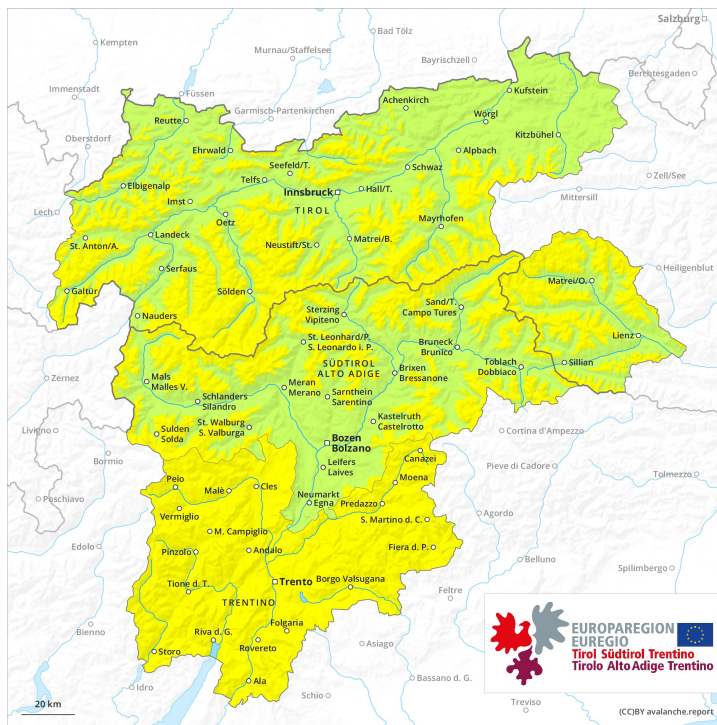 Salzburg
Kempten
Bad Tölz
Murnau/Staffelsee
Bayrischzell
Berchtesgaden
Immenstadt
Füssen
Kufstein
Achenkirch
Garmisch-Partenkirchen
Reutte
Wörgl
Kitzbühel
Oberstdorf
Ehrwald
Alpbach
Seefeld/T.
Schwaz
Telfs
Zell/See
Elbigenalp
Innsbruck
Hall/T.
Mittersill
Imst
TIROL
Lech
Oetz
Mayrhofen
St. Anton/A.
Landeck
Neustift/St.
Matrei/B.
Heiligenblut
Serfaus
Matrei/O.
Galtür
Sölden
Sand/T.
Campo Tures
Nauders
Sterzing
Vipiteno
Lienz
St. Leonhard/P.
S. Leonardo i. P.
Bruneck
Brunico
Toblach
Dobbiaco
Sillian
SÜDTIROL
ALTO ADIGE
Brixen
Bressanone
Zernez
Mals
Malles V.
Meran
Merano
Sarnthein
Sarentino
Schlanders
Silandro
Kastelruth
Castelrotto
St. Walburg
S. Valburga
Livigno
Sulden
Solda
Cortina d'Ampezzo
Bozen
Bolzano
Bormio
Canazei
Pieve di Cadore
Leifers
Laives
Tolmezzo
Peio
Malè
Cles
Moena
Poschiavo
Neumarkt
Egna
Predazzo
Vermiglio
Agordo
S. Martino d. C.
M. Campiglio
Edolo
Pinzolo
Andalo
Fiera d. P.
Belluno
Spilimbergo
Tione d. T.
Trento
Borgo Valsugana
Feltre
TRENTINO
Folgaria
Bienno
Riva d. G.
Rovereto
Asiago
Storo
Bassano d. G.
Ala
Idro
Schio
Treviso
EUROPAREGION
EUREGIO
Tirol Südtirol Trentino
Tirolo Alto Adige Trentino
20 km
(CC)BY avalanche.report